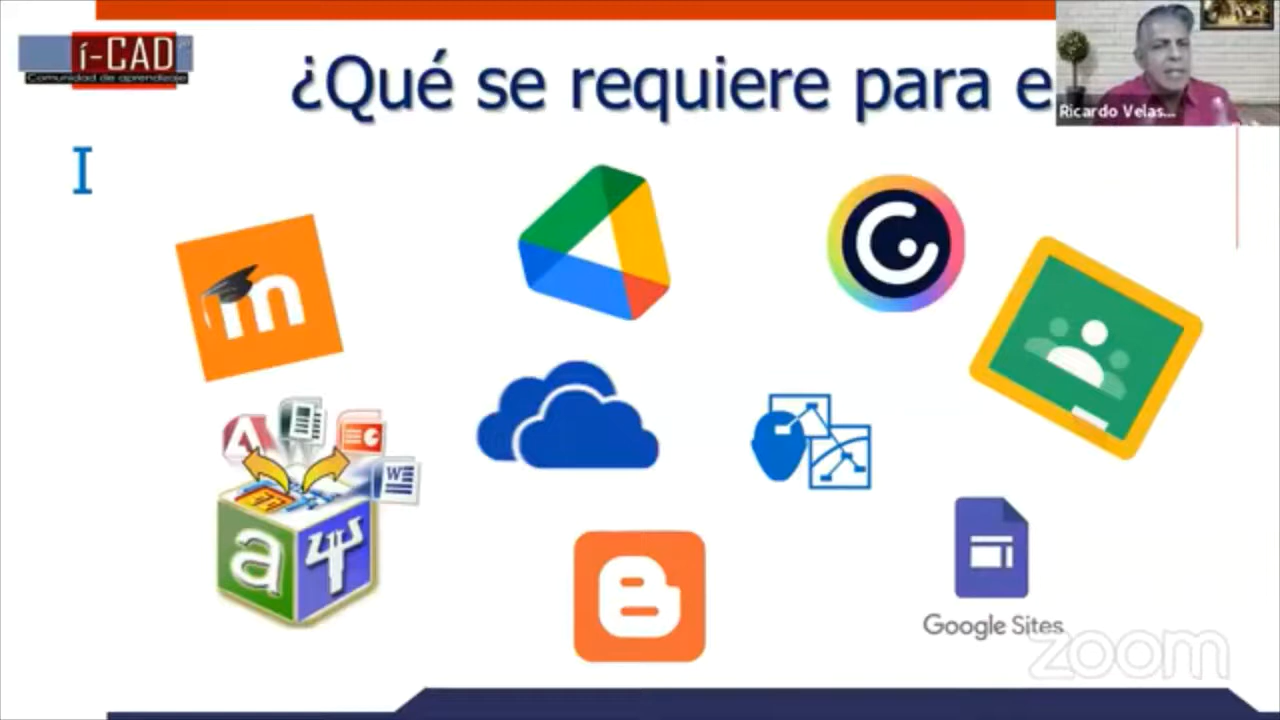 í-CAD
Comunidad de aprendizaje
¿Qué se requiere para e
Ricardo Velas...
I
m
a
W
B
Google Sites
zoom